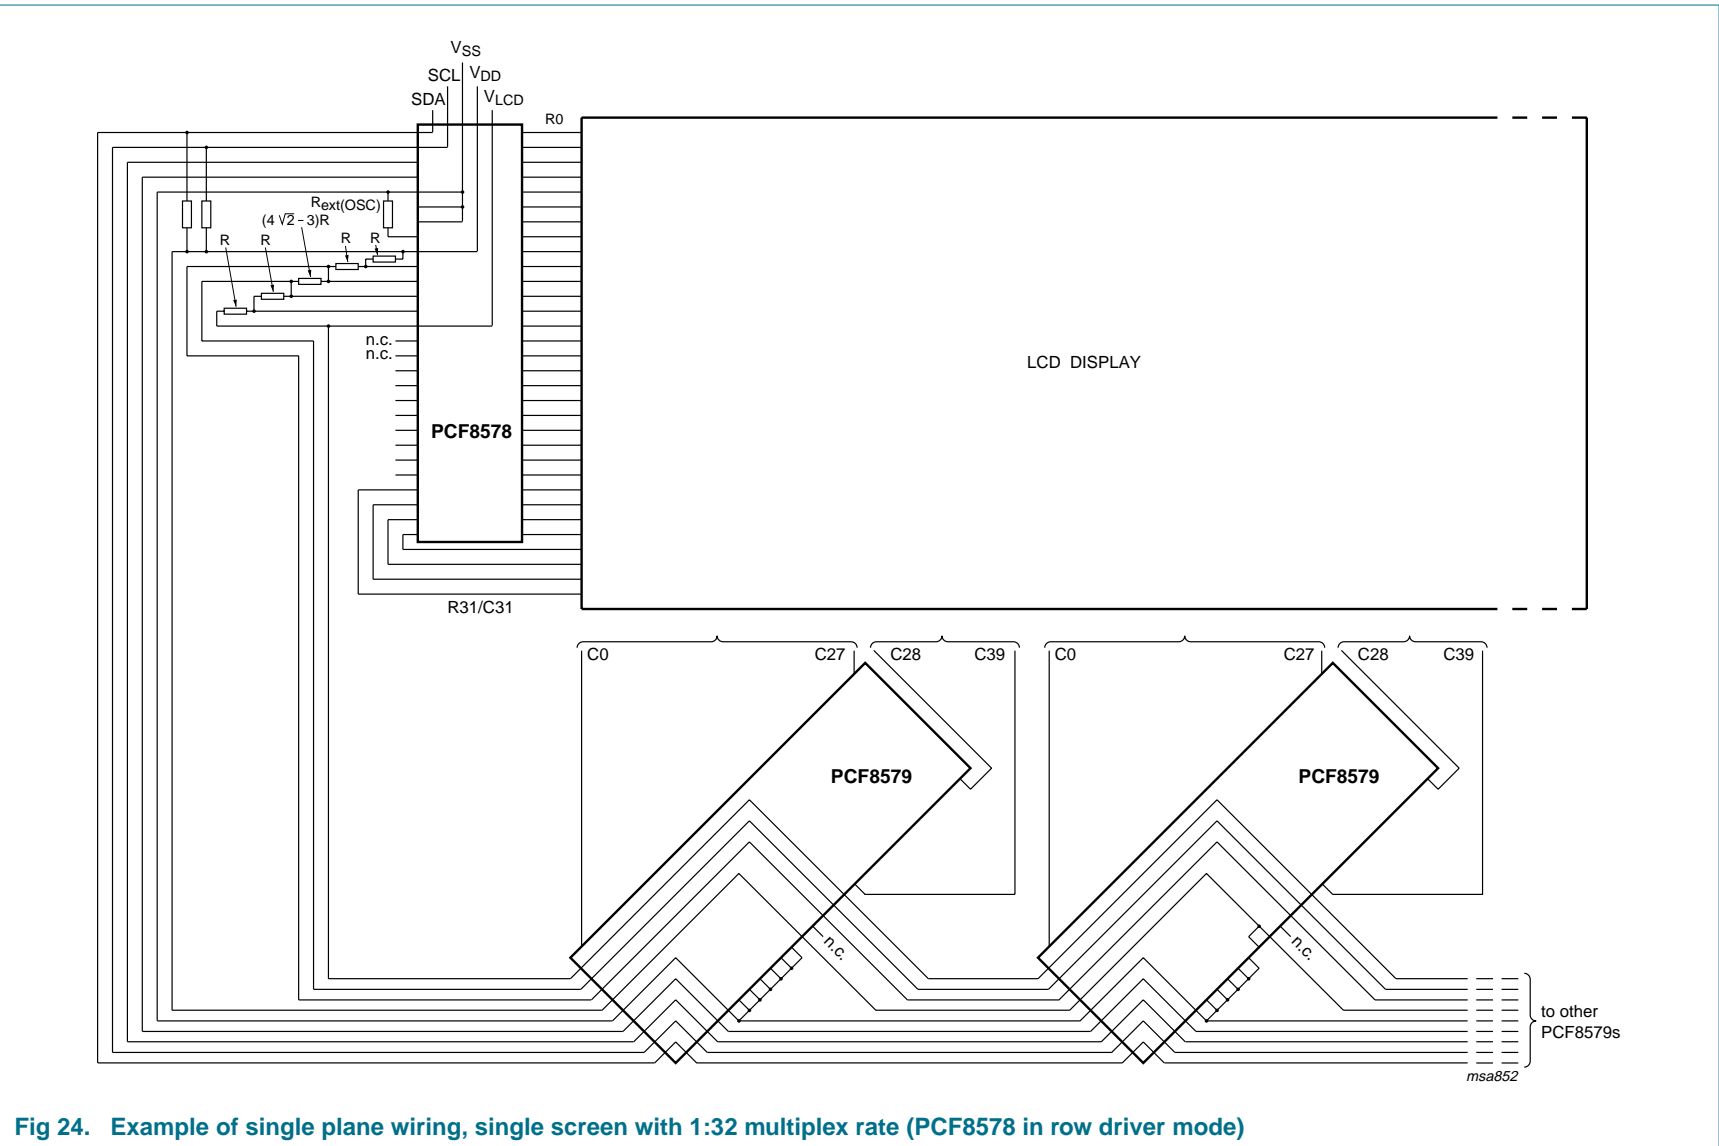 VSS
SCL VDD
SDA VLCD
R0
Rext(OSC)
(4 √2 – 3)R
R R R R
n.c.
n.c.
LCD DISPLAY
PCF8578
R31/C31
C0 C27 C28 C39 C0 C27 C28 C39
PCF8579 PCF8579
n.c. n.c.
to other
PCF8579s
msa852
Fig 24. Example of single plane wiring, single screen with 1:32 multiplex rate (PCF8578 in row driver mode)